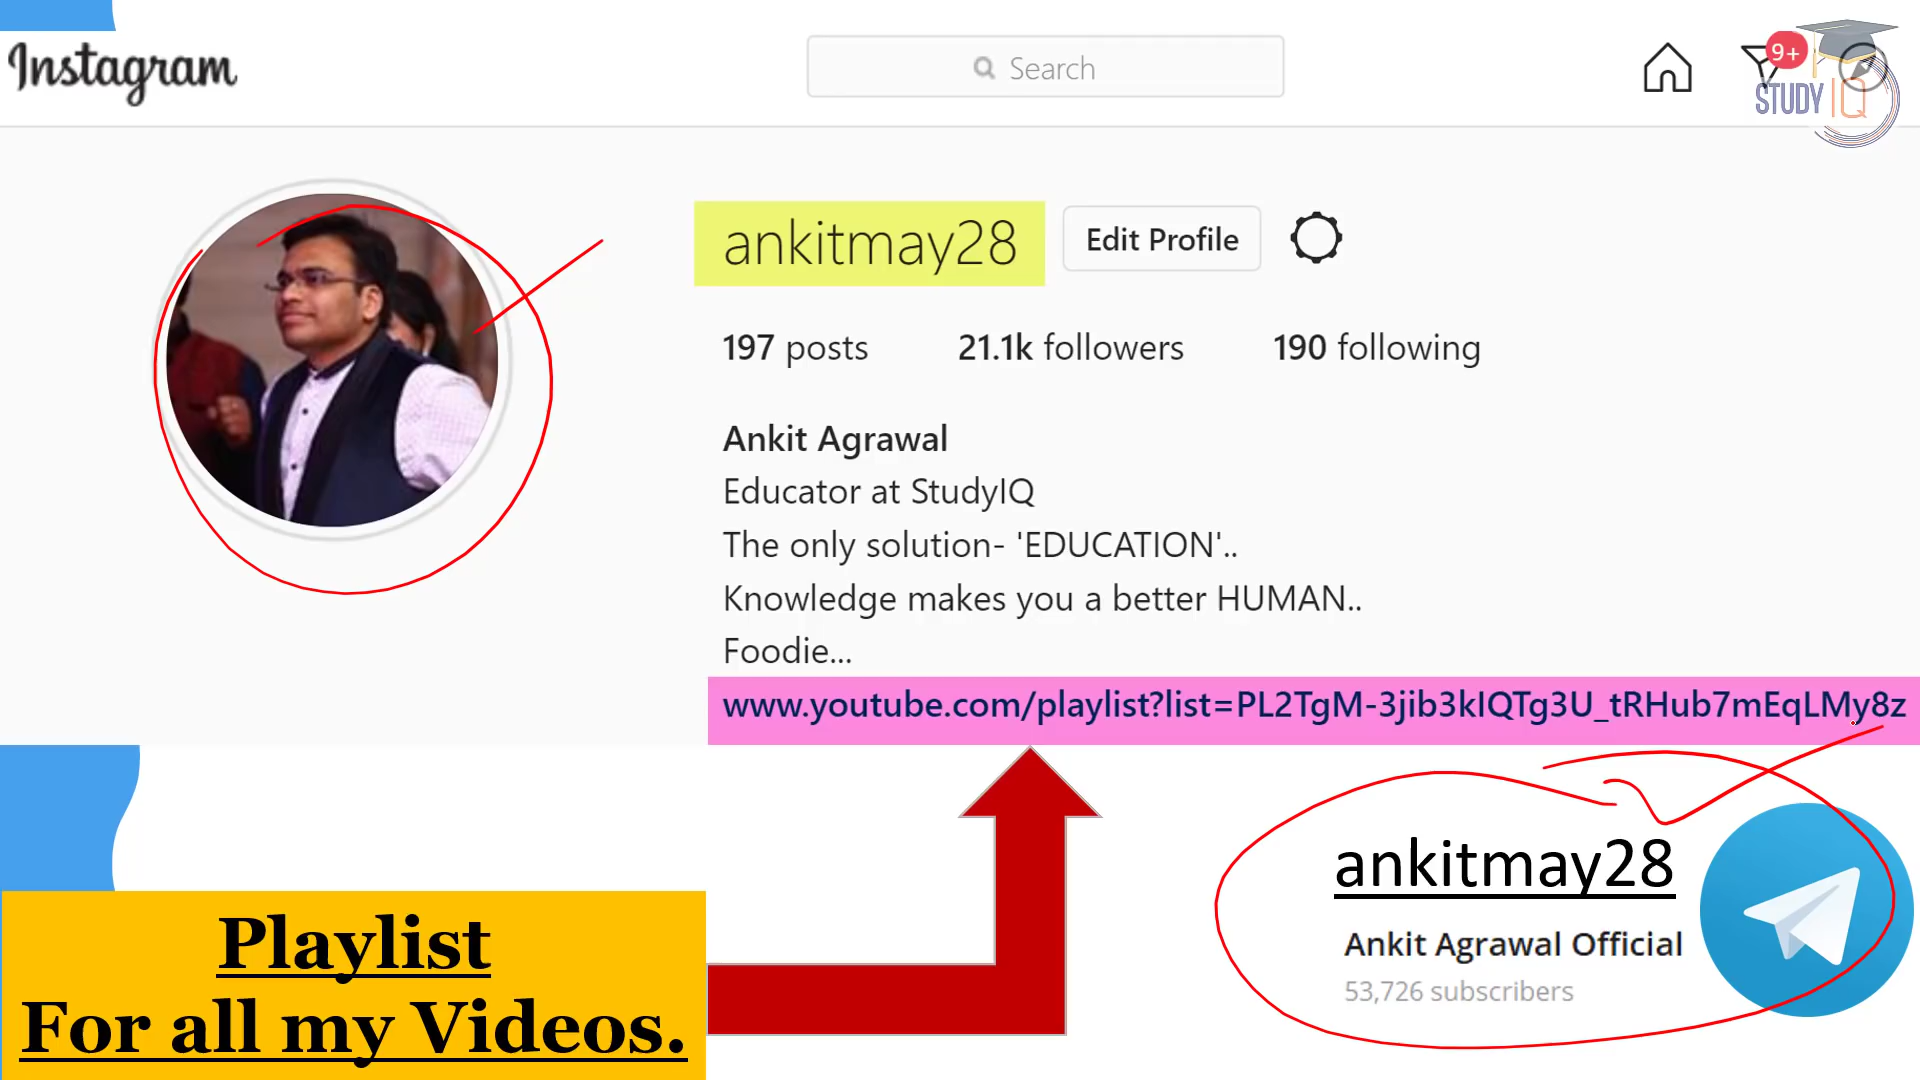 Instagram
Search
9+
STUDY IQ
ankitmay28
Edit Profile
197 posts 21.1k followers 190 following
Ankit Agrawal
Educator at StudyIQ
The only solution- 'EDUCATION'..
Knowledge makes you a better HUMAN..
Foodie...
www.youtube.com/playlist?list=PL2TgM-3jib3kIQTg3U_tRHub7mEqLMy8z
ankitmay28
Ankit Agrawal Official
53,726 subscribers
Playlist
For all my Videos.